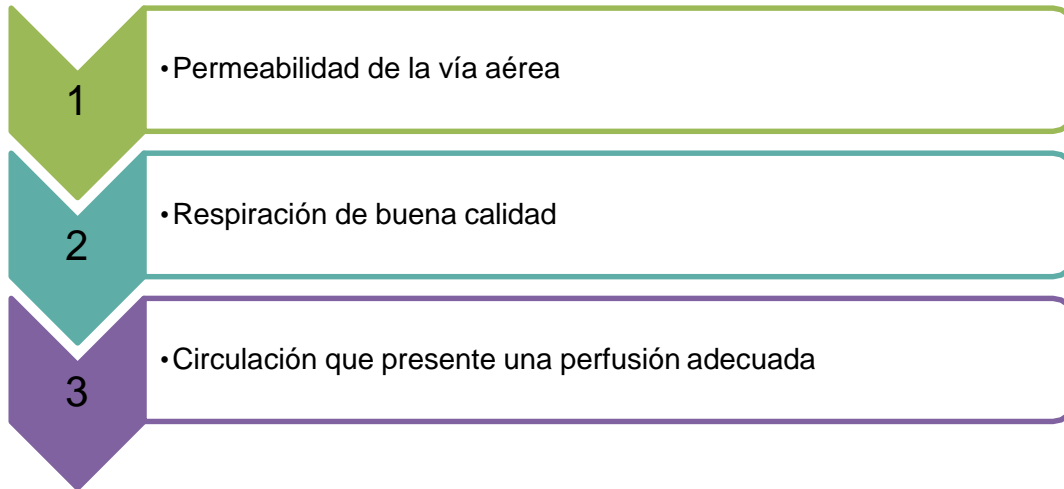 1
•Permeabilidad de la vía aérea
2
•Respiración de buena calidad
3
•Circulación que presente una perfusión adecuada